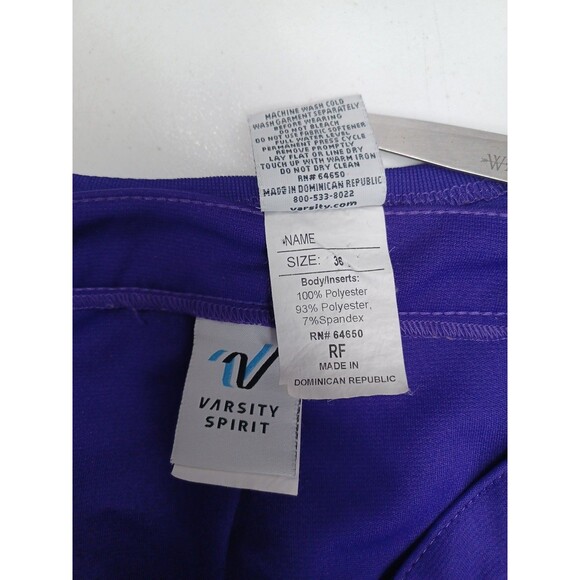 MACHINE WASH COLD
WASH GARMENT SEPARATELY
BEFORE WEARING
DO NOT BLEACH
DO NOT USE FABRIC SOFTENER
FULL WATER LEVEL
PERMANENT PRESS CYCLE
REMOVE PROMPTLY
LAY FLAT OR LINE DRY
TOUCH UP WITH WARM IRON
DO NOT DRY CLEAN
RN# 64650
MADE IN DOMINICAN REPUBLIC
800-533-8022
varsity.com
NAME
SIZE: 38
Body/Inserts:
100% Polyester
93% Polyester,
7%Spandex
RN# 64650
RF
MADE IN
DOMINICAN REPUBLIC
VARSITY
SPIRIT